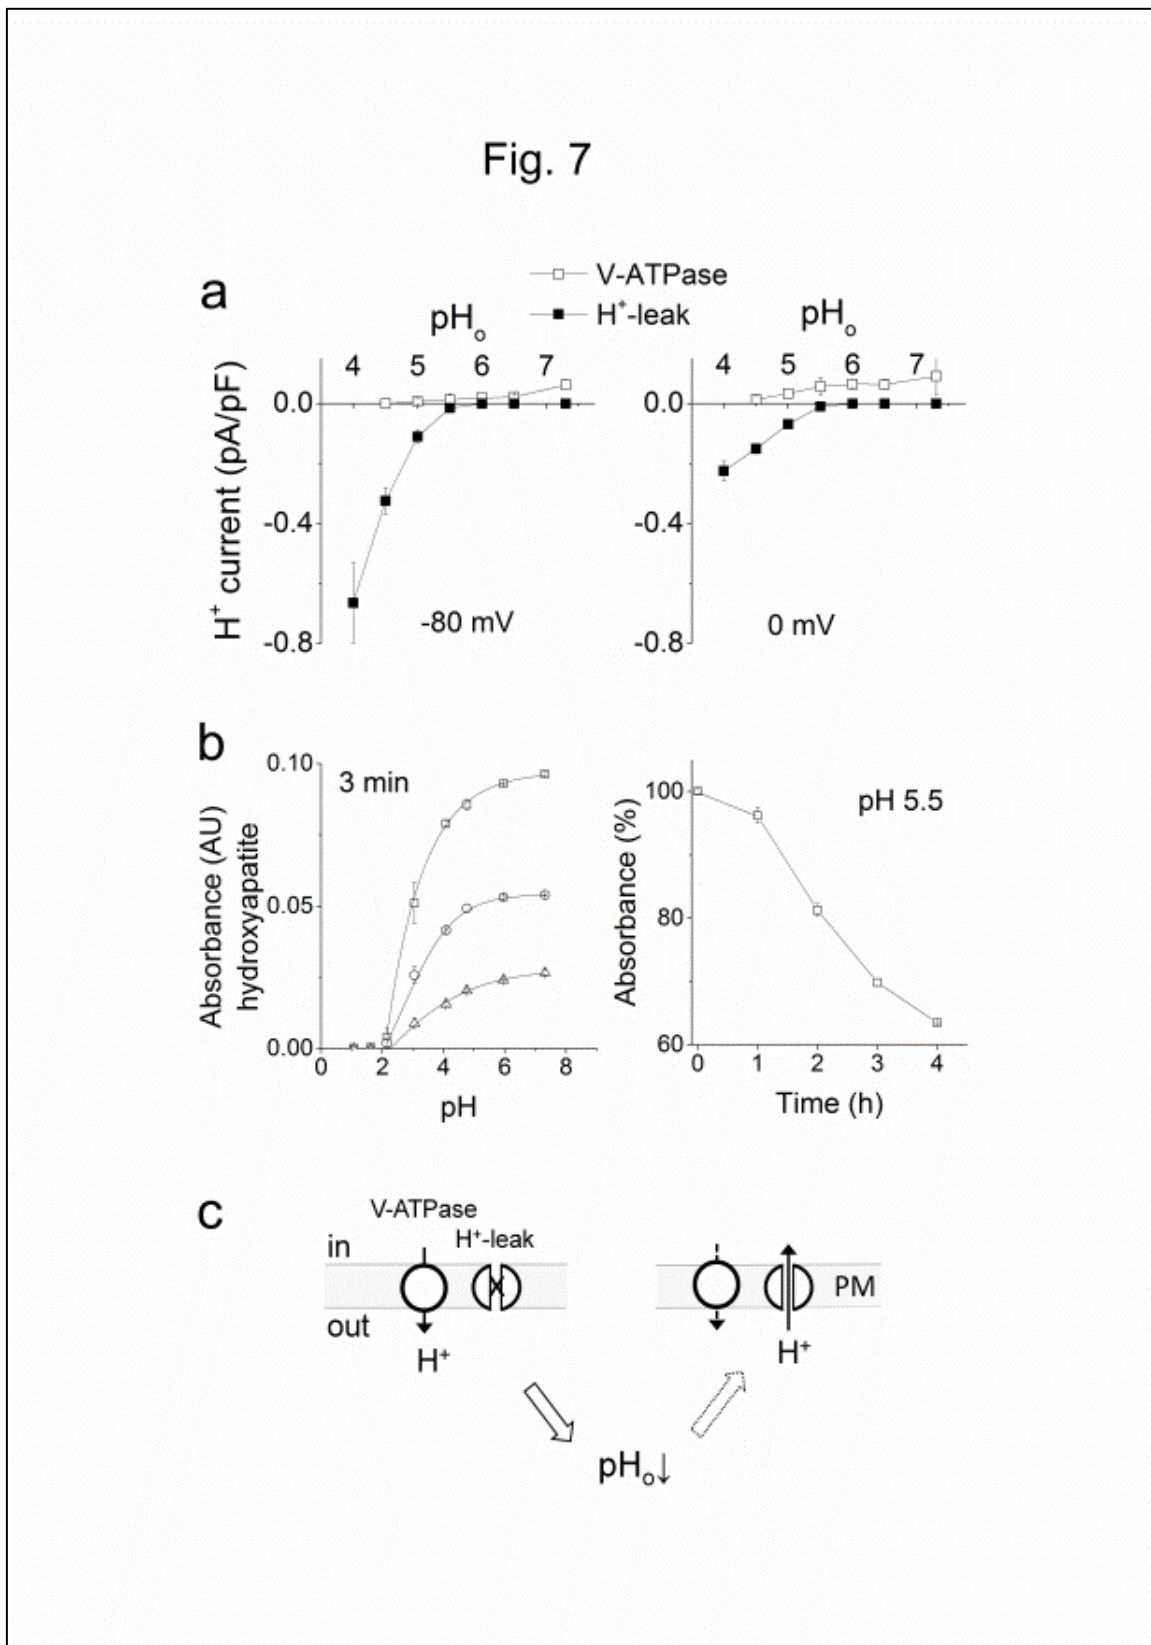 Fig. 7
a
V-ATPase
H⁺-leak
pHₒ
pHₒ
4 5 6 7
4 5 6 7
0.0
-0.4
-0.8
H⁺ current (pA/pF)
-80 mV
0.0
-0.4
-0.8
0 mV
b
0.10
0.05
0.00
Absorbance (AU)
hydroxyapatite
3 min
0 2 4 6 8
pH
100
80
60
Absorbance (%)
pH 5.5
0 1 2 3 4
Time (h)
c
V-ATPase
H⁺-leak
in
out
H⁺
PM
H⁺
pHₒ↓